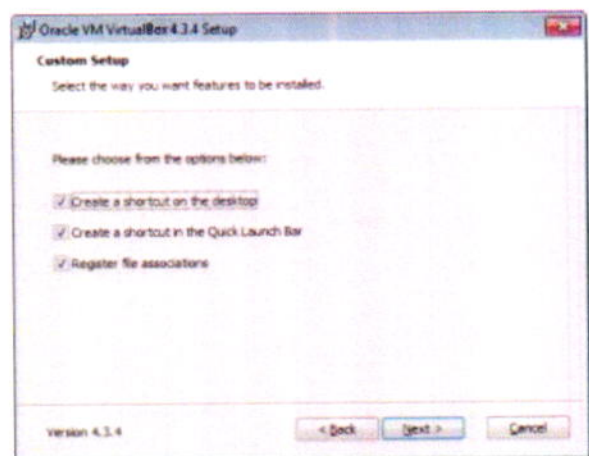 Oracle VM VirtualBox 4.3.4 Setup
Custom Setup
Select the way you want features to be installed.
Please choose from the options below:
Create a shortcut on the desktop
Create a shortcut in the Quick Launch Bar
Register file associations
Version 4.3.4
< Back Next > Cancel